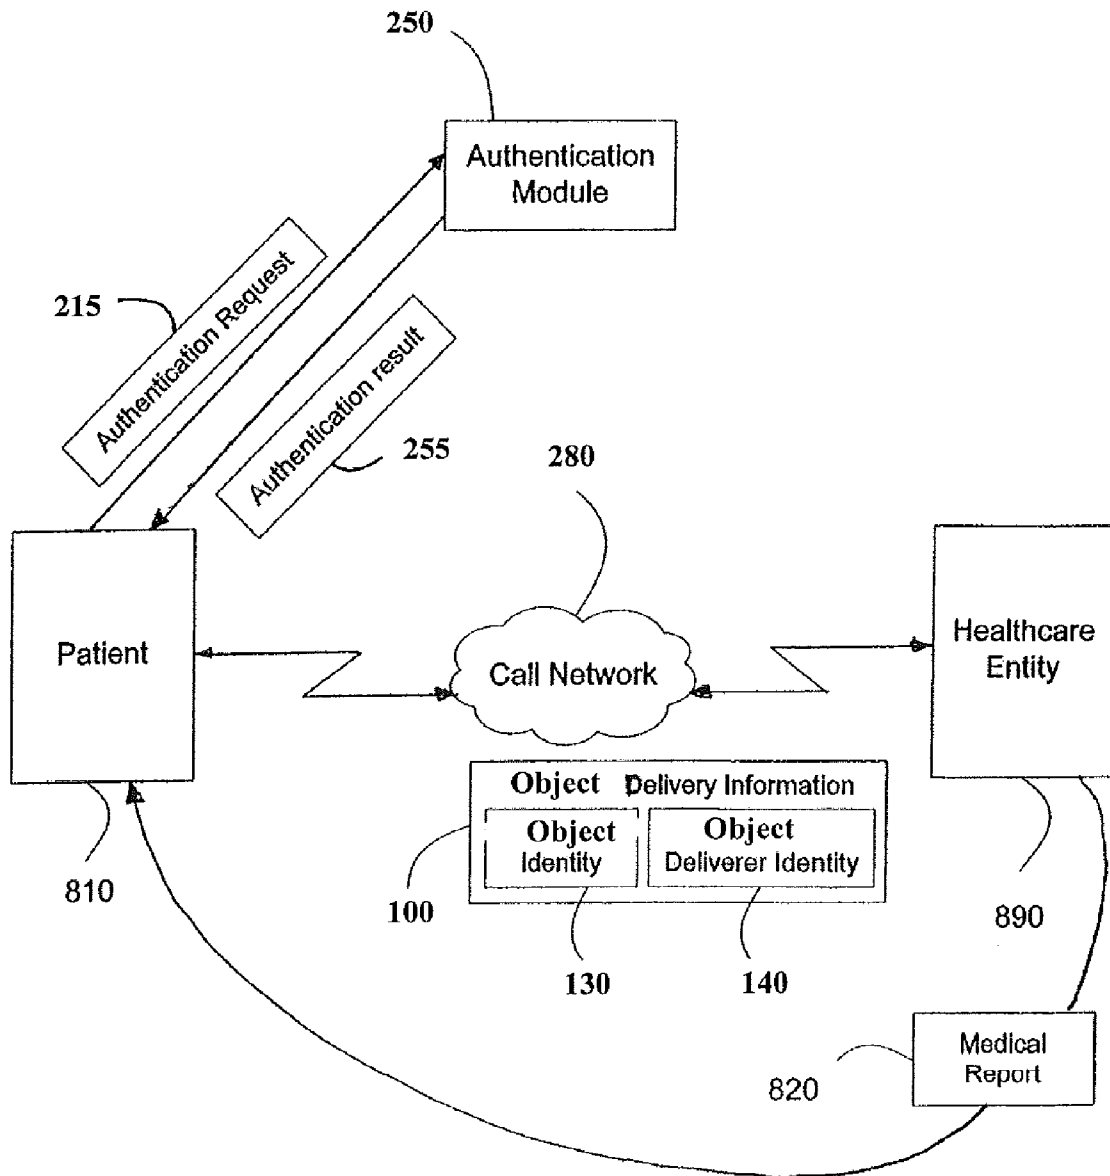 250
Authentication
Module
215
Authentication Request
Authentication result
255
280
Patient
Call Network
Healthcare
Entity
Object Delivery Information
Object
Identity
Object
Deliverer Identity
810
100
130
140
890
Medical
Report
820